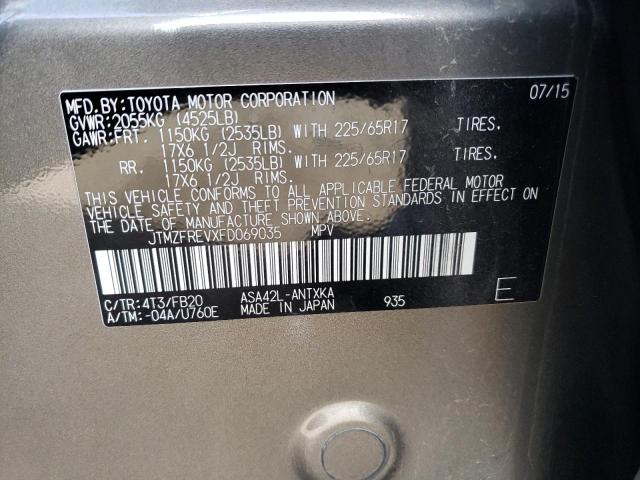 MFD.BY:TOYOTA MOTOR CORPORATION 07/15
GVWR:2055KG (4525LB)
GAWR:FRT. 1150KG (2535LB) WITH 225/65R17 TIRES.
17X6 1/2J RIMS.
RR. 1150KG (2535LB) WITH 225/65R17 TIRES.
17X6 1/2J RIMS.
THIS VEHICLE CONFORMS TO ALL APPLICABLE FEDERAL MOTOR
VEHICLE SAFETY AND THEFT PREVENTION STANDARDS IN EFFECT ON
THE DATE OF MANUFACTURE SHOWN ABOVE.
JTMZFREVXFD069035 MPV
C/TR:4T3/FB20 ASA42L-ANTXKA 935 E
A/TM:-04A/U760E MADE IN JAPAN